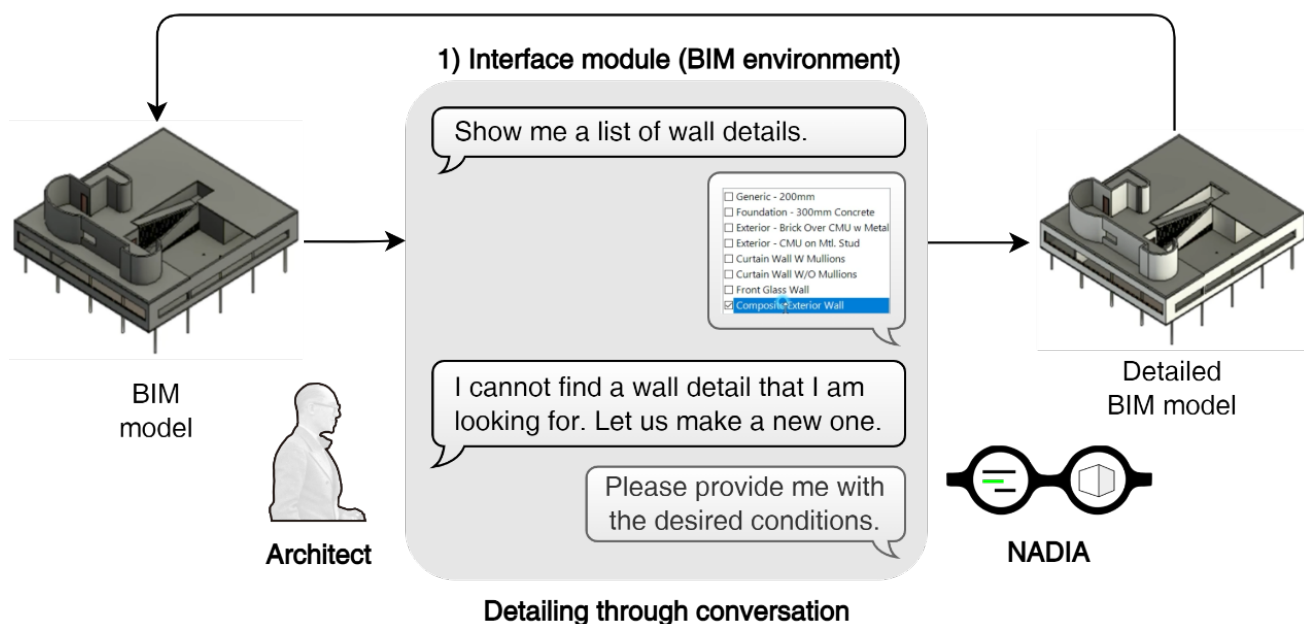 1) Interface module (BIM environment)
Show me a list of wall details.
Generic - 200mm
Foundation - 300mm Concrete
Exterior - Brick Over CMU w Metal
Exterior - CMU on Mtl. Stud
Curtain Wall W Mullions
Curtain Wall W/O Mullions
Front Glass Wall
Composite Exterior Wall
I cannot find a wall detail that I am
looking for. Let us make a new one.
Please provide me with
the desired conditions.
BIM
model
Architect
Detailed
BIM model
NADIA
Detailing through conversation